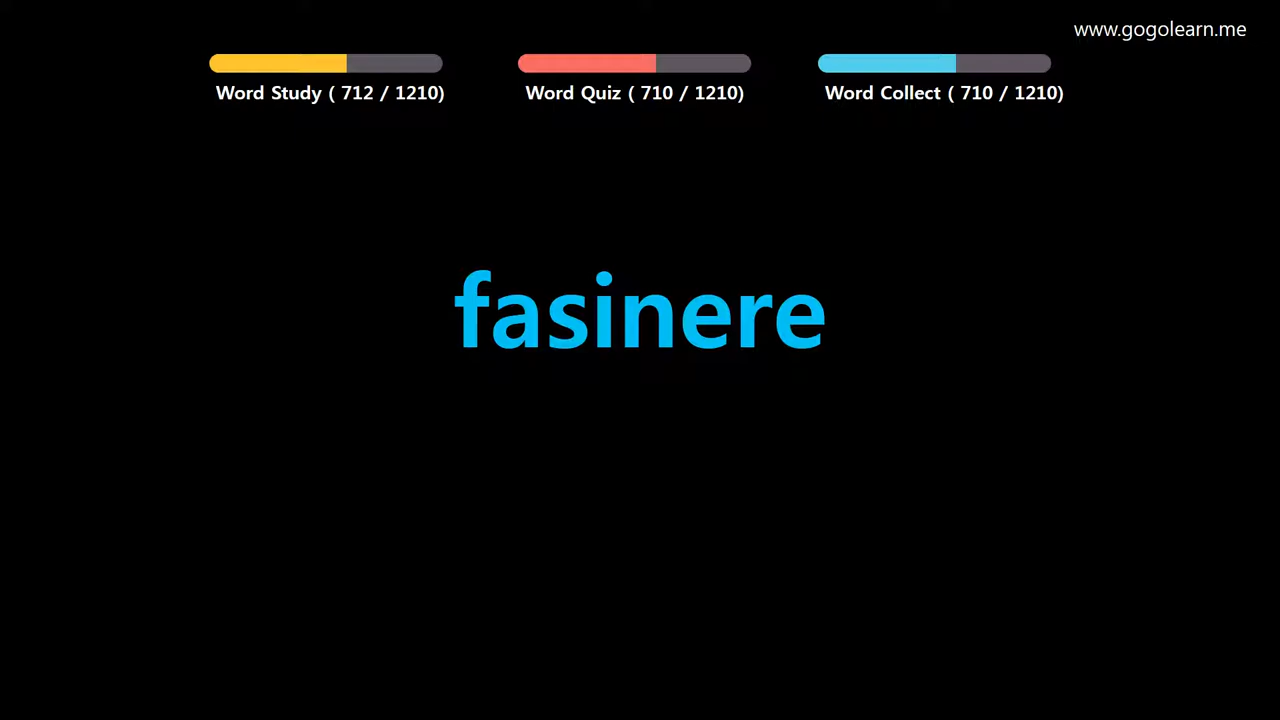 www.gogolearn.me
Word Study ( 712 / 1210)
Word Quiz ( 710 / 1210)
Word Collect ( 710 / 1210)
fasinere